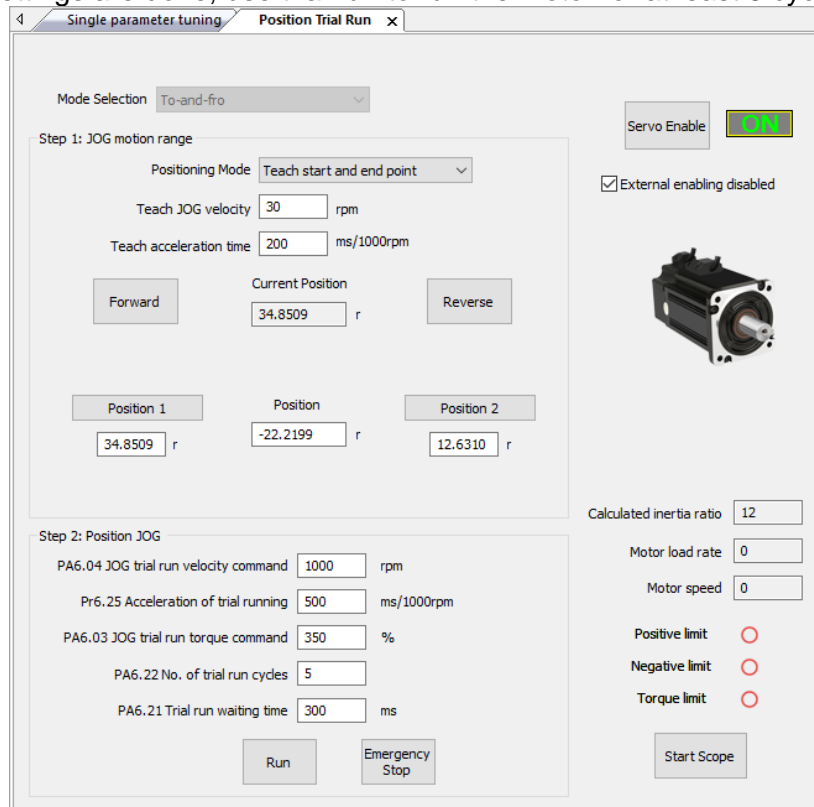 Single parameter tuning Position Trial Run x
Mode Selection To-and-fro
Servo Enable ON
Step 1: JOG motion range
Positioning Mode Teach start and end point
External enabling disabled
Teach JOG velocity 30 rpm
Teach acceleration time 200 ms/1000rpm
Forward Current Position Reverse
34.8509 r
Position 1 Position Position 2
34.8509 r -22.2199 r 12.6310 r
Calculated inertia ratio 12
Step 2: Position JOG
Motor load rate 0
PA6.04 JOG trial run velocity command 1000 rpm
Motor speed 0
Pr6.25 Acceleration of trial running 500 ms/1000rpm
Positive limit
PA6.03 JOG trial run torque command 350 %
Negative limit
PA6.22 No. of trial run cycles 5
Torque limit
PA6.21 Trial run waiting time 300 ms
Run Emergency Stop Start Scope